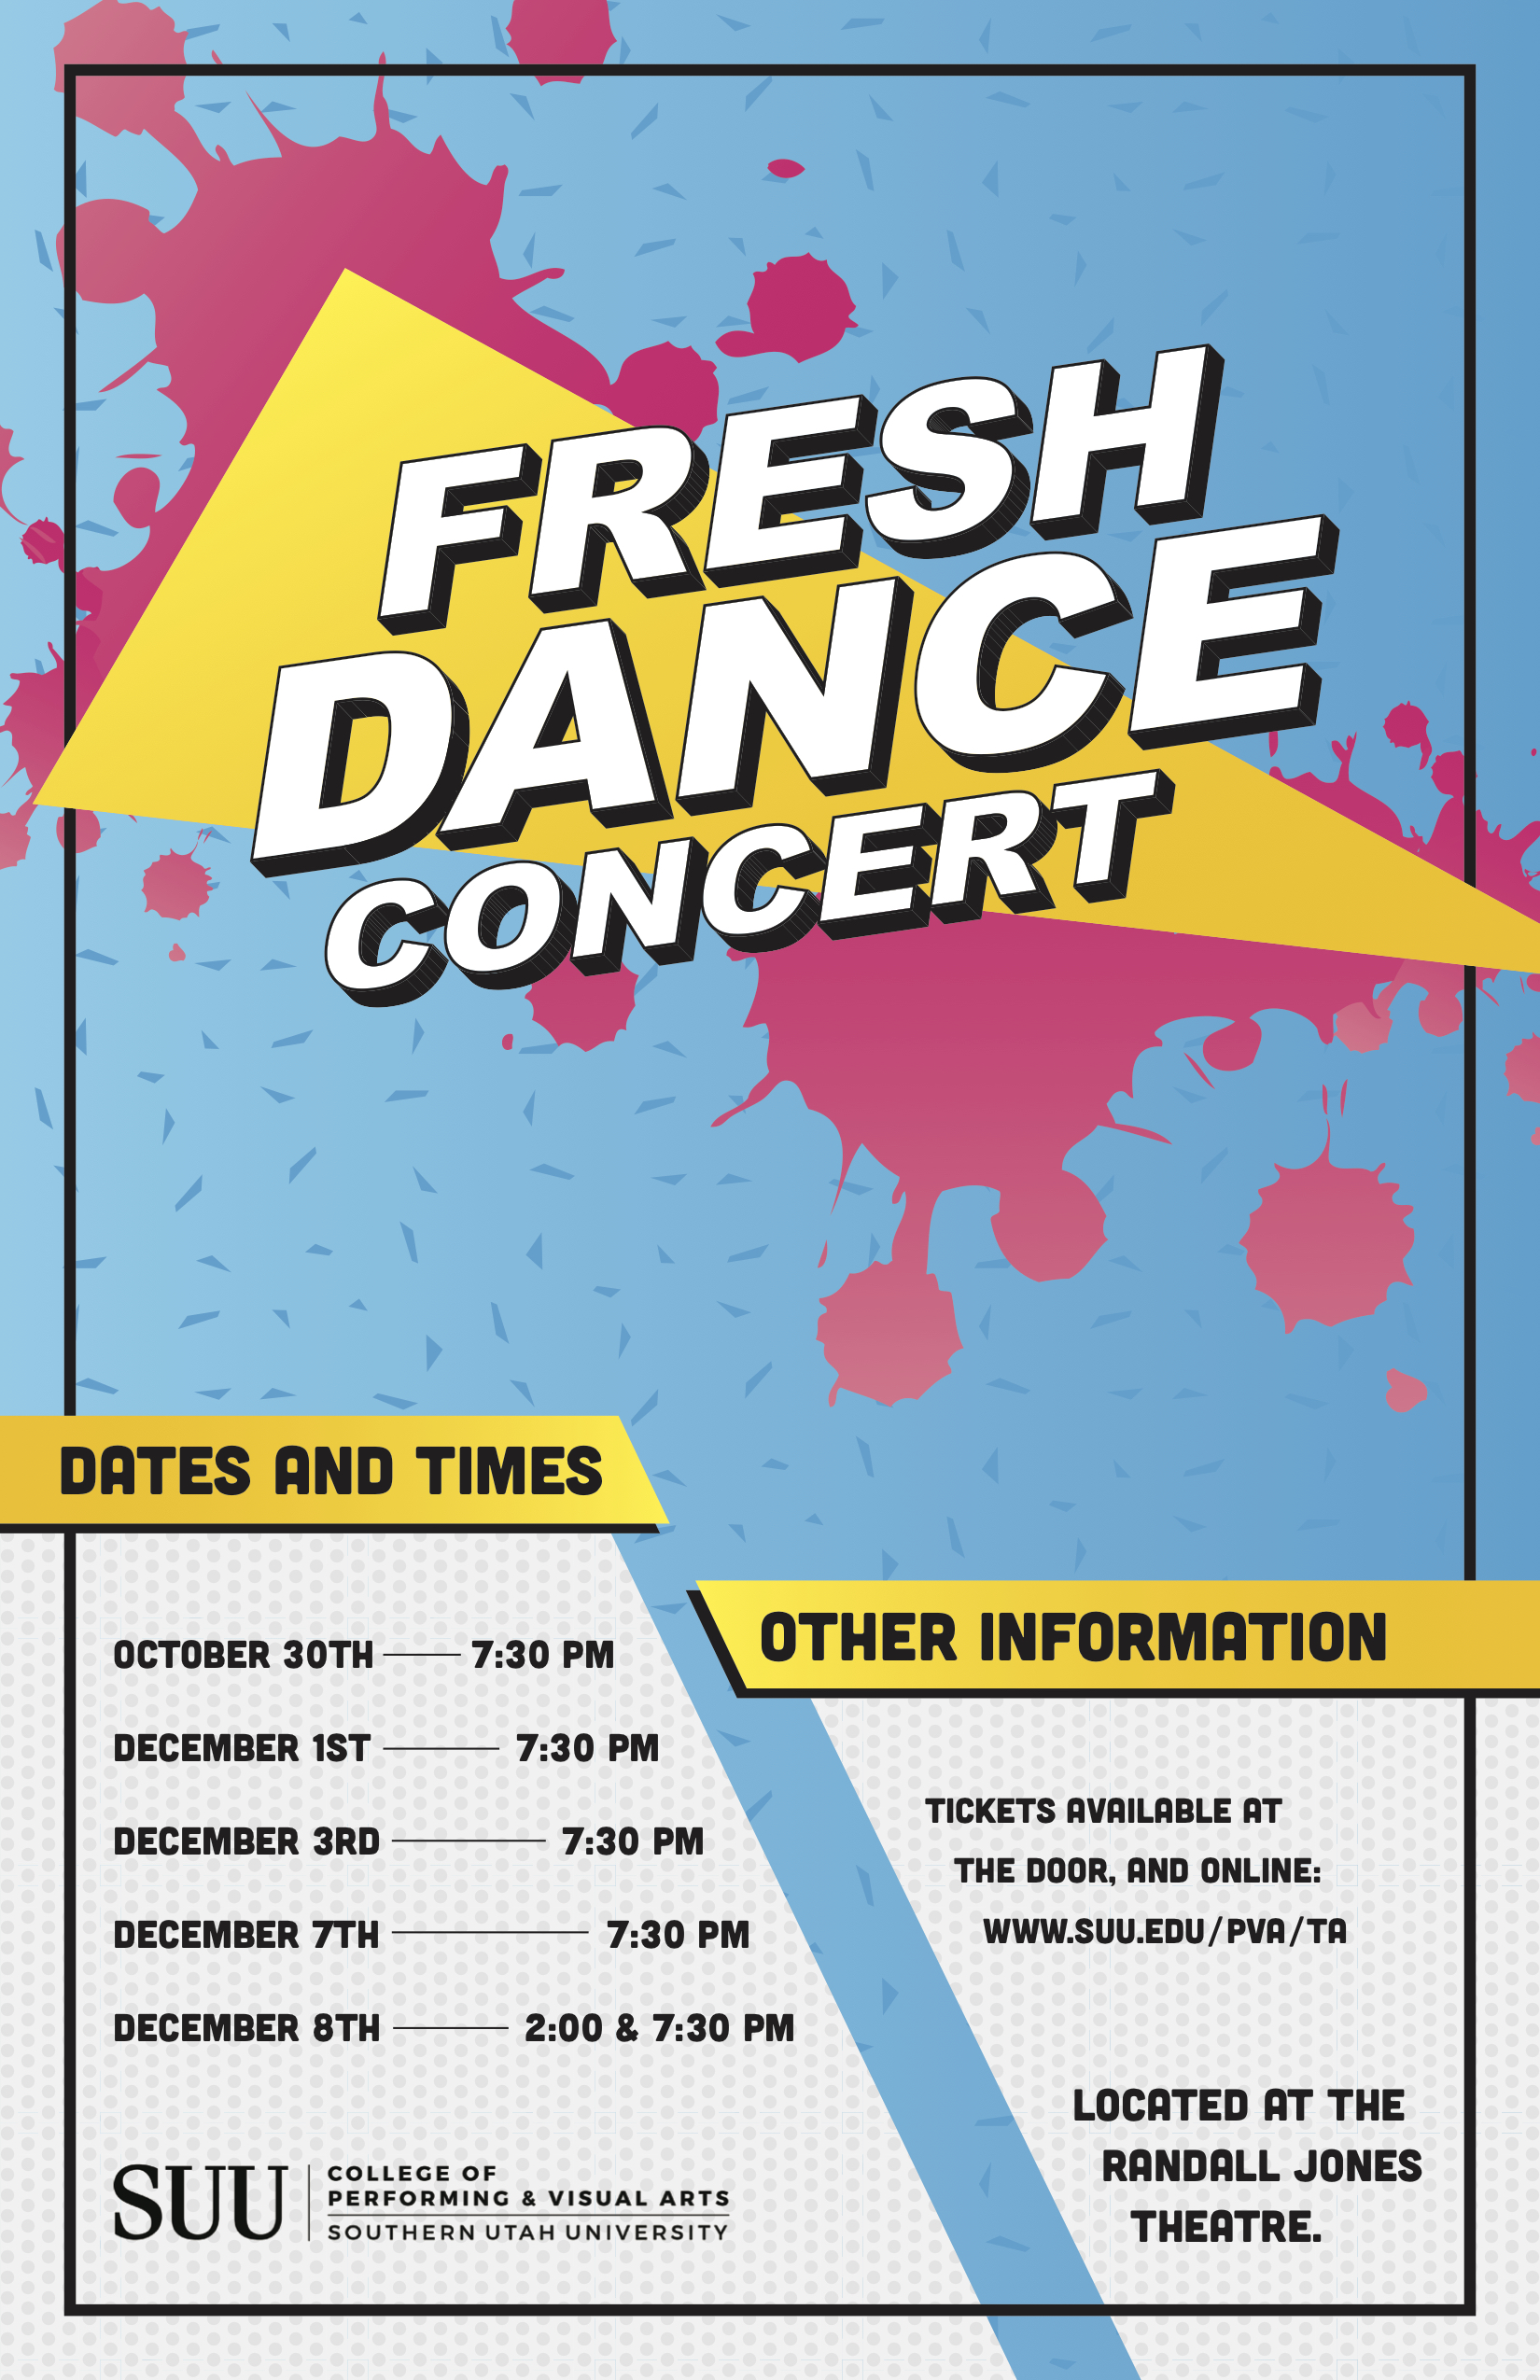 FRESH
DANCE
CONCERT
DATES AND TIMES
OCTOBER 30TH 7:30 PM
DECEMBER 1ST 7:30 PM
DECEMBER 3RD 7:30 PM
DECEMBER 7TH 7:30 PM
DECEMBER 8TH 2:00 & 7:30 PM
OTHER INFORMATION
TICKETS AVAILABLE AT
THE DOOR, AND ONLINE:
WWW.SUU.EDU/PVA/TA
LOCATED AT THE
RANDALL JONES
THEATRE.
SUU
COLLEGE OF
PERFORMING & VISUAL ARTS
SOUTHERN UTAH UNIVERSITY